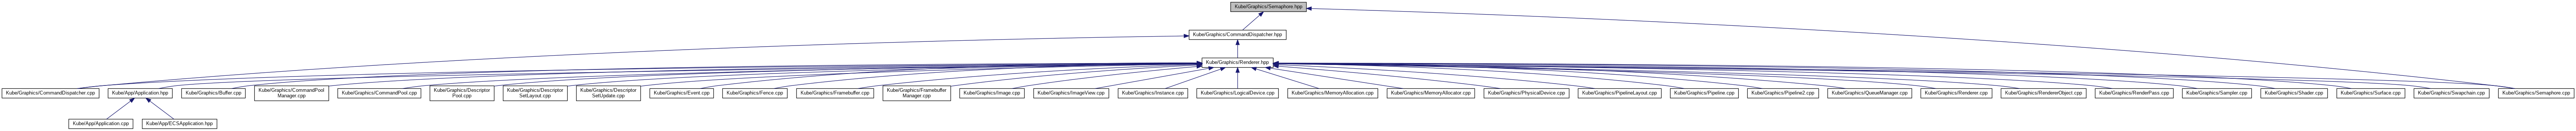 Kube/Graphics/Semaphore.hpp
Kube/Graphics/CommandDispatcher.hpp
Kube/Graphics/Renderer.hpp
Kube/Graphics/CommandDispatcher.cpp
Kube/App/Application.hpp
Kube/Graphics/Buffer.cpp
Kube/Graphics/CommandPool
Manager.cpp
Kube/Graphics/CommandPool.cpp
Kube/Graphics/Descriptor
Pool.cpp
Kube/Graphics/Descriptor
SetLayout.cpp
Kube/Graphics/Descriptor
SetUpdate.cpp
Kube/Graphics/Event.cpp
Kube/Graphics/Fence.cpp
Kube/Graphics/Framebuffer.cpp
Kube/Graphics/Framebuffer
Manager.cpp
Kube/Graphics/Image.cpp
Kube/Graphics/ImageView.cpp
Kube/Graphics/Instance.cpp
Kube/Graphics/LogicalDevice.cpp
Kube/Graphics/MemoryAllocation.cpp
Kube/Graphics/MemoryAllocator.cpp
Kube/Graphics/PhysicalDevice.cpp
Kube/Graphics/PipelineLayout.cpp
Kube/Graphics/Pipeline.cpp
Kube/Graphics/Pipeline2.cpp
Kube/Graphics/QueueManager.cpp
Kube/Graphics/Renderer.cpp
Kube/Graphics/RendererObject.cpp
Kube/Graphics/RenderPass.cpp
Kube/Graphics/Sampler.cpp
Kube/Graphics/Shader.cpp
Kube/Graphics/Surface.cpp
Kube/Graphics/Swapchain.cpp
Kube/Graphics/Semaphore.cpp
Kube/App/Application.cpp
Kube/App/ECSApplication.hpp